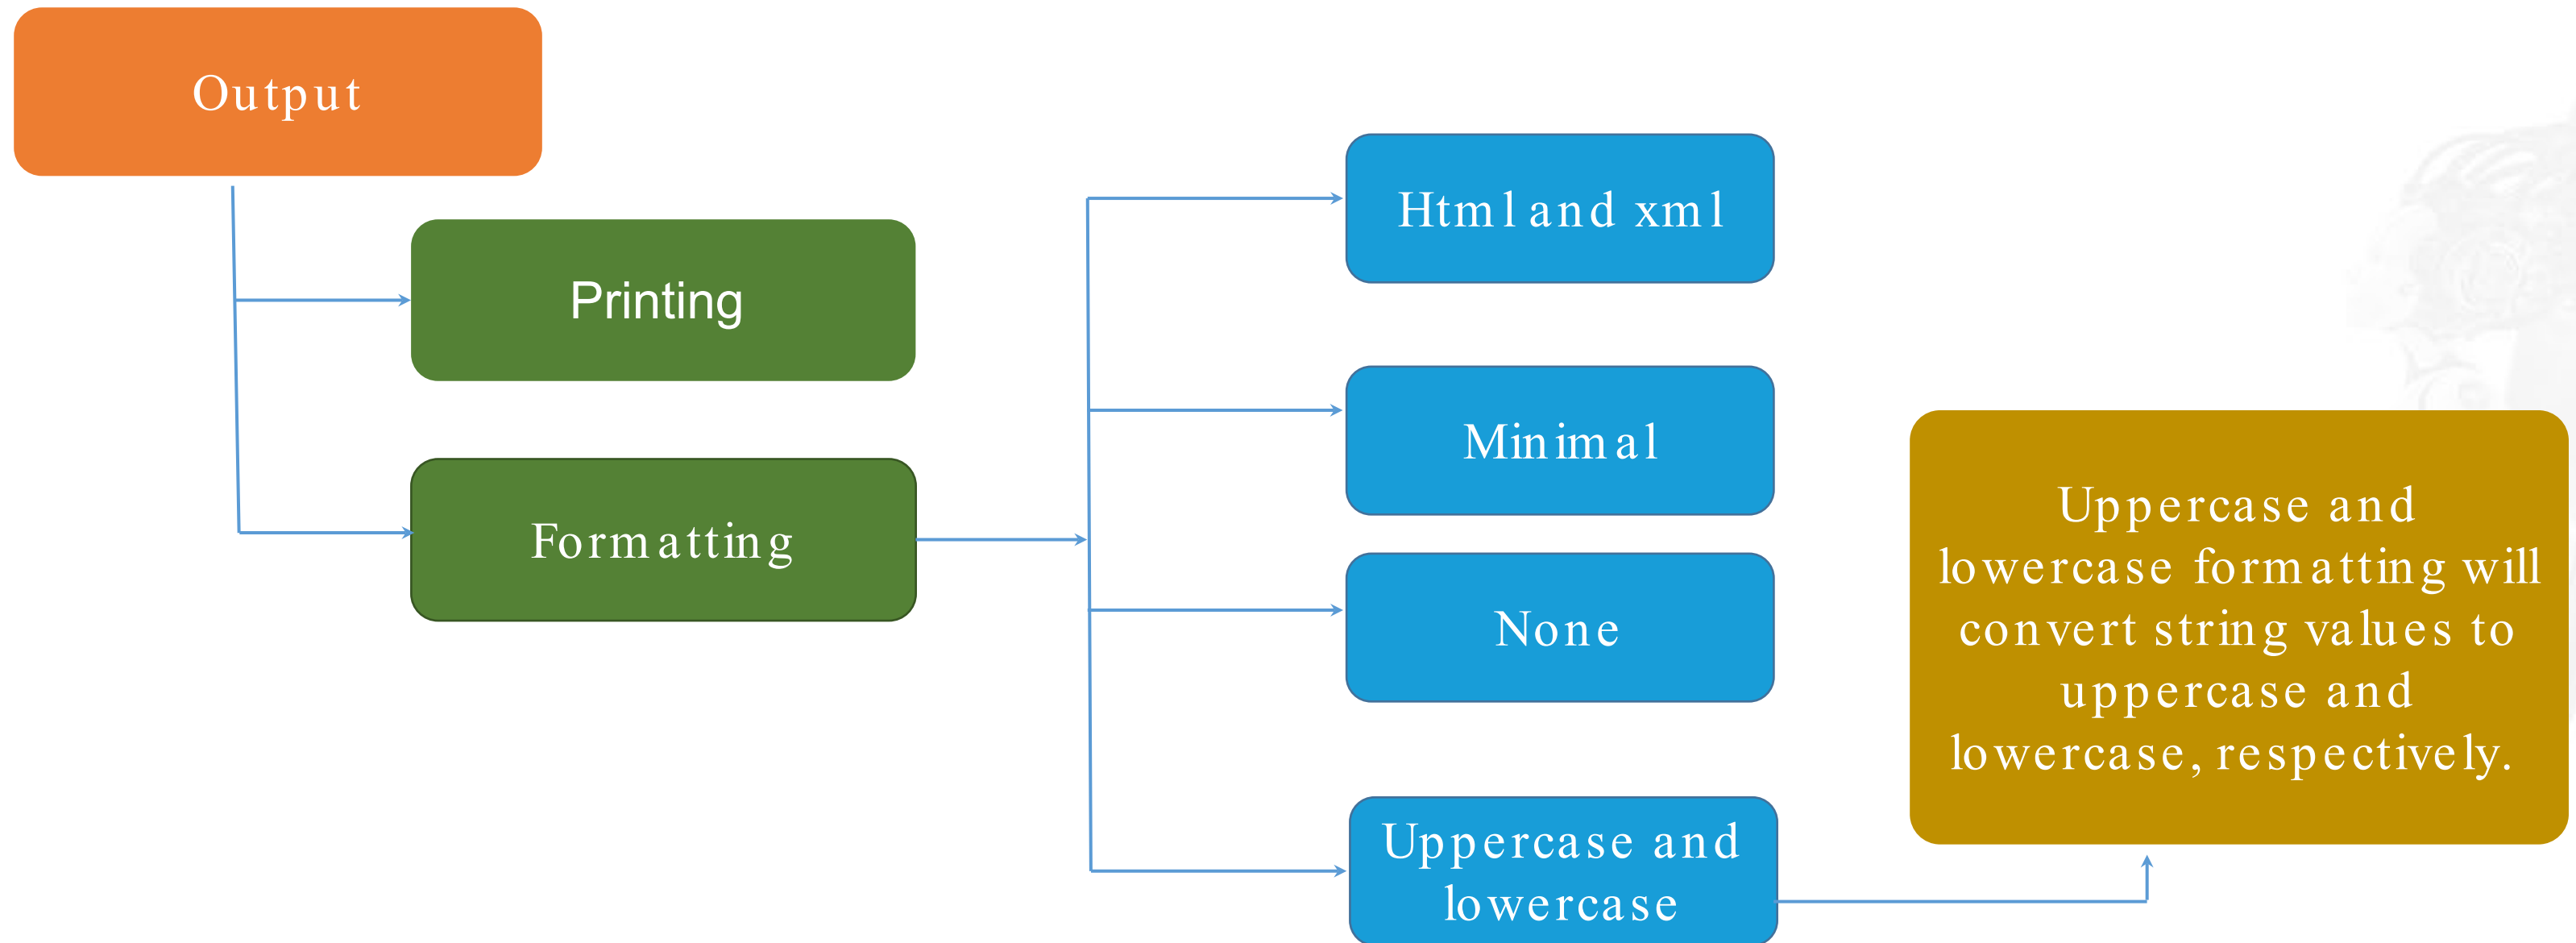 Output
Printing
Formatting
Html and xml
Minimal
None
Uppercase and
lowercase
Uppercase and
lowercase formatting will
convert string values to
uppercase and
lowercase, respectively.